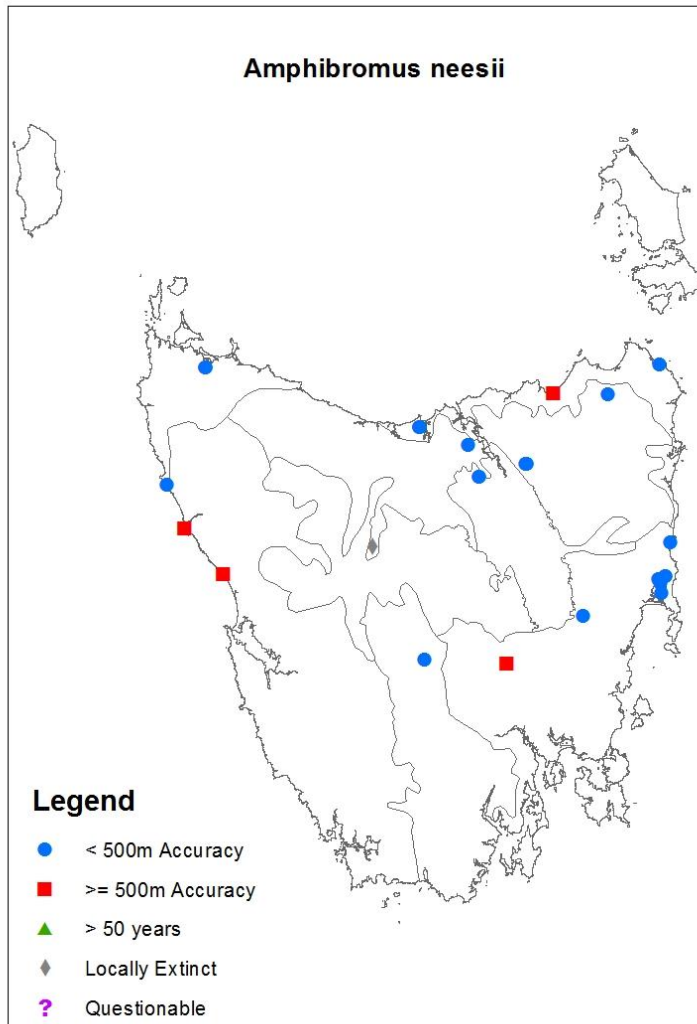 Amphibromus neesii
Legend
< 500m Accuracy
>= 500m Accuracy
> 50 years
Locally Extinct
? Questionable